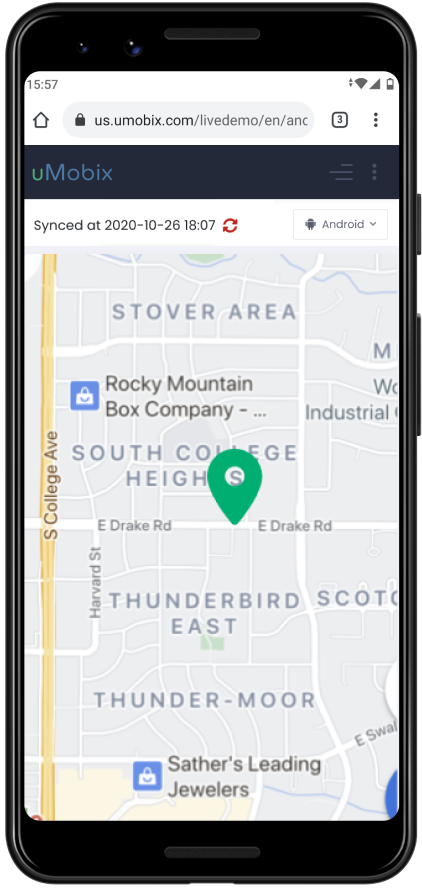 15:57
us.umobix.com/livedemo/en/anc
3
uMobix
Synced at 2020-10-26 18:07
Android
STOVER AREA
M
Rocky Mountain
Box Company - ...
Wo
Industrial
S College Ave
SOUTH COLLEGE
HEIGH S
E Drake Rd
E Drake Rd
Harvard St
THUNDERBIRD
EAST
SCOT
THUNDER-MOOR
E Swal
Sather's Leading
Jewelers